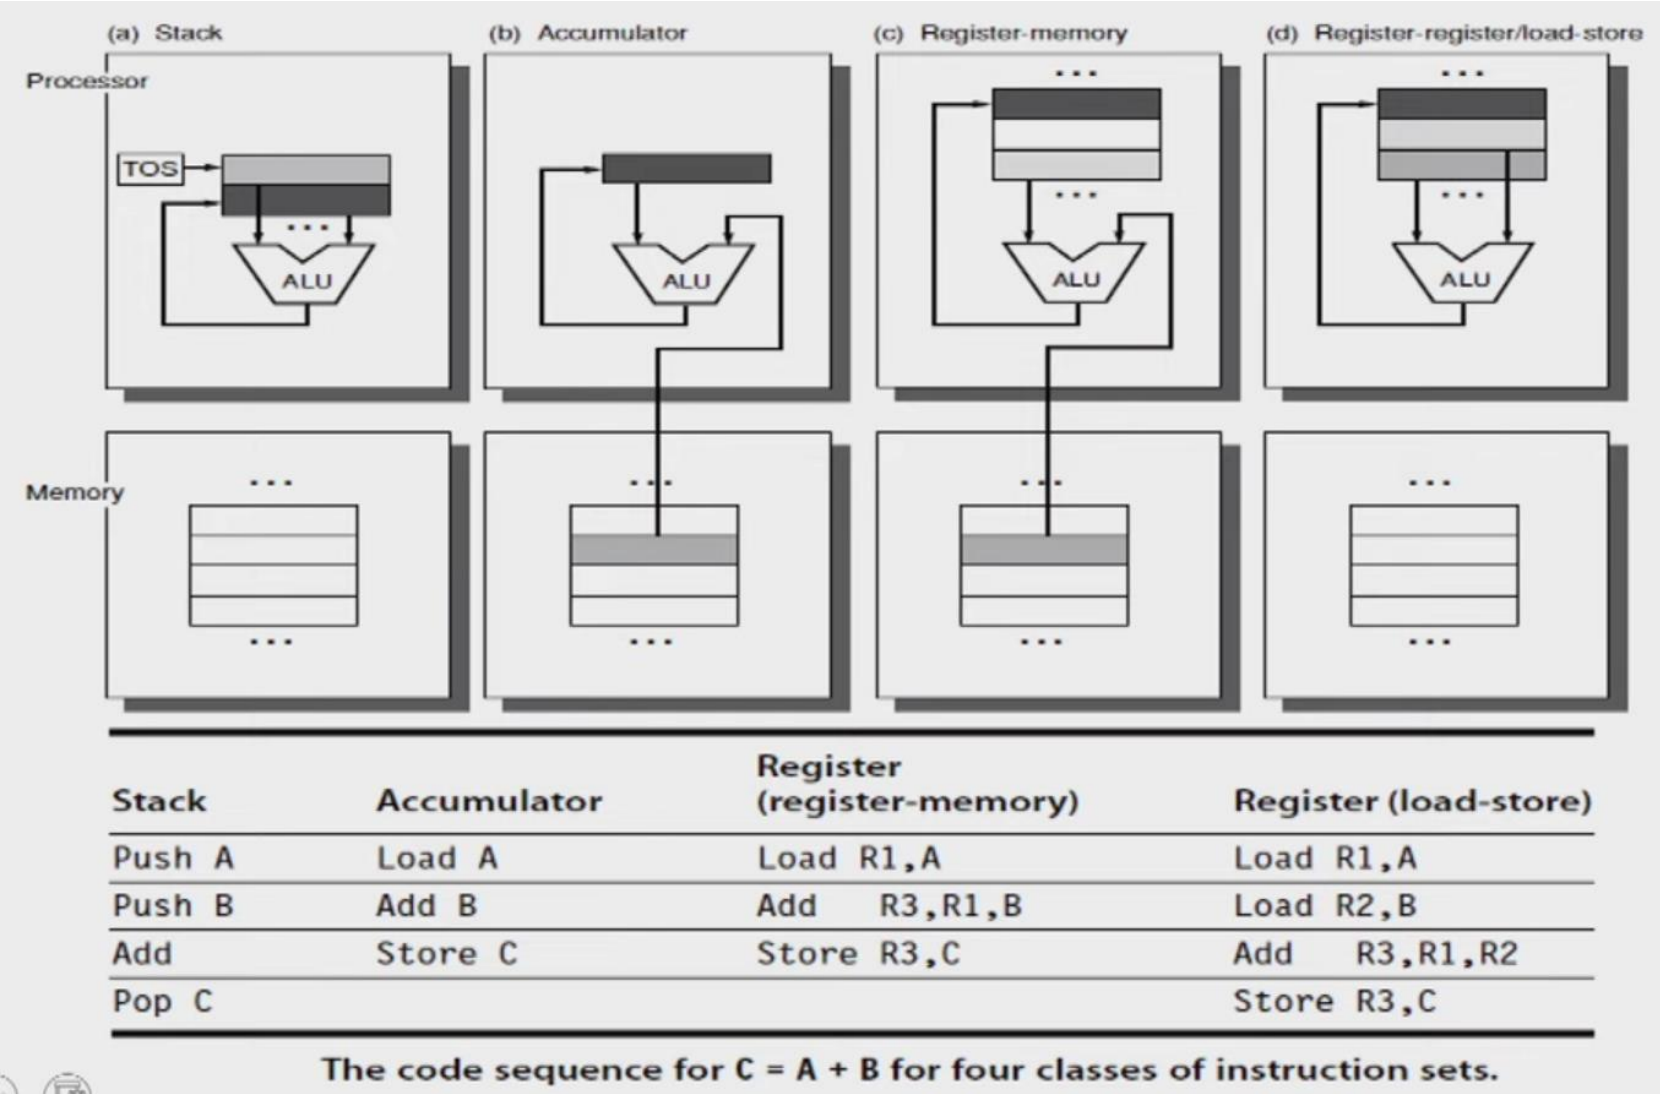 (a) Stack (b) Accumulator (c) Register-memory (d) Register-register/load-store
Processor
... ...
TOS
... ... ...
ALU ALU ALU ALU
Memory
... ... ... ...
... ... ... ...
Register
Stack Accumulator (register-memory) Register (load-store)
Push A Load A Load R1,A Load R1,A
Push B Add B Add R3,R1,B Load R2,B
Add Store C Store R3,C Add R3,R1,R2
Pop C Store R3,C
The code sequence for C = A + B for four classes of instruction sets.